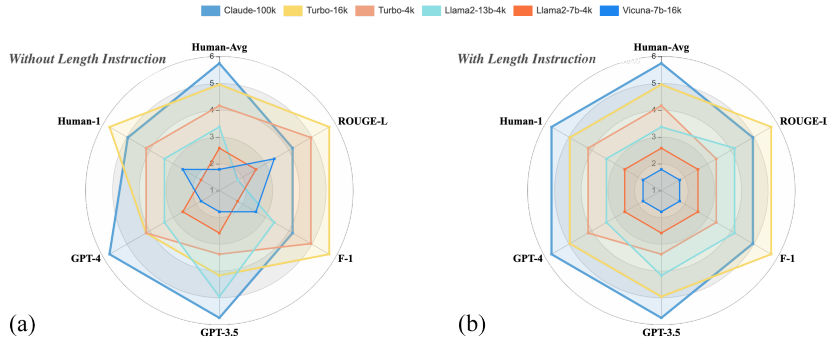 Claude-100k Turbo-16k Turbo-4k Llama2-13b-4k Llama2-7b-4k Vicuna-7b-16k
Without Length Instruction
Human-Avg
ROUGE-L
F-1
GPT-3.5
GPT-4
Human-1
6
5
4
3
2
1
(a)
With Length Instruction
Human-Avg
ROUGE-L
F-1
GPT-3.5
GPT-4
Human-1
6
5
4
3
2
1
(b)